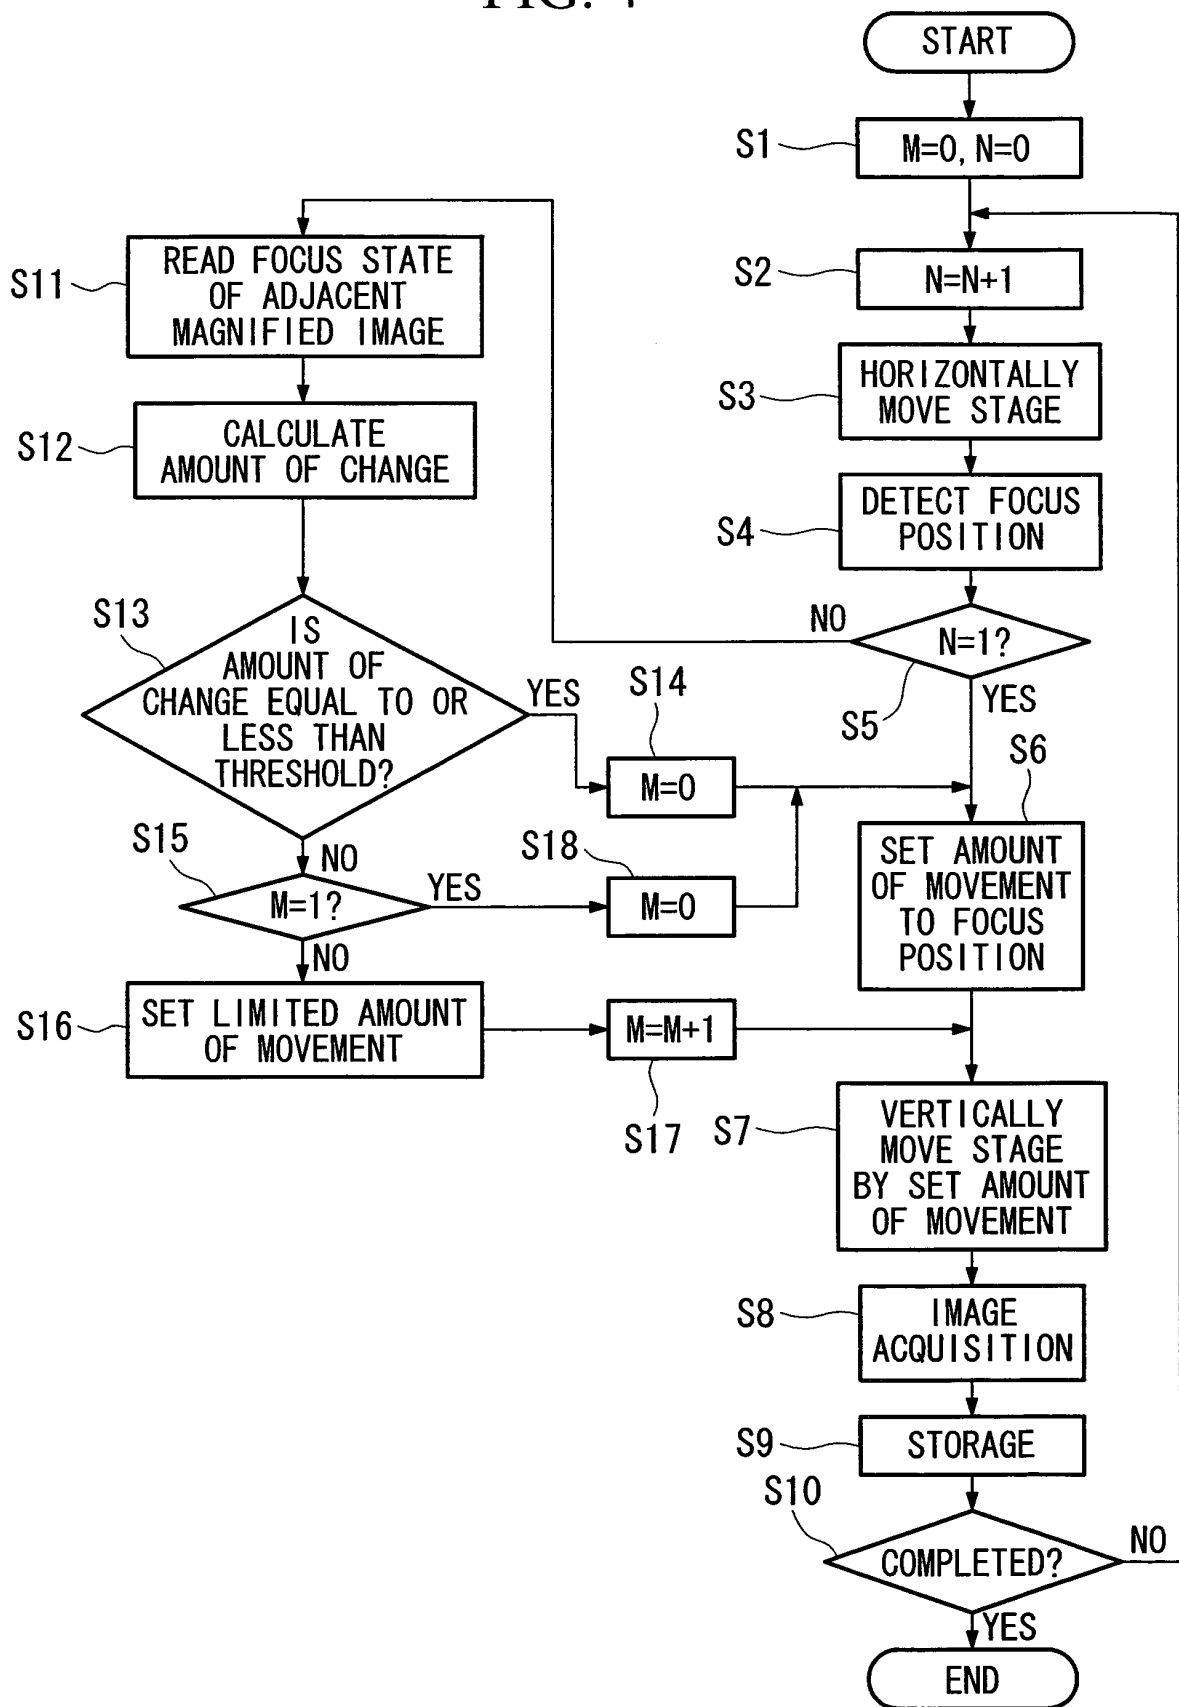 START
S1
M=0, N=0
S2
N=N+1
S3
HORIZONTALLY
MOVE STAGE
S4
DETECT FOCUS
POSITION
NO
N=1?
S5
YES
S11
READ FOCUS STATE
OF ADJACENT
MAGNIFIED IMAGE
S12
CALCULATE
AMOUNT OF CHANGE
S13
IS
AMOUNT OF
CHANGE EQUAL TO OR
LESS THAN
THRESHOLD?
YES
S14
M=0
NO
S15
M=1?
YES
S18
M=0
NO
S16
SET LIMITED AMOUNT
OF MOVEMENT
M=M+1
S17
S6
SET AMOUNT
OF MOVEMENT
TO FOCUS
POSITION
S7
VERTICALLY
MOVE STAGE
BY SET AMOUNT
OF MOVEMENT
S8
IMAGE
ACQUISITION
S9
STORAGE
S10
COMPLETED?
NO
YES
END